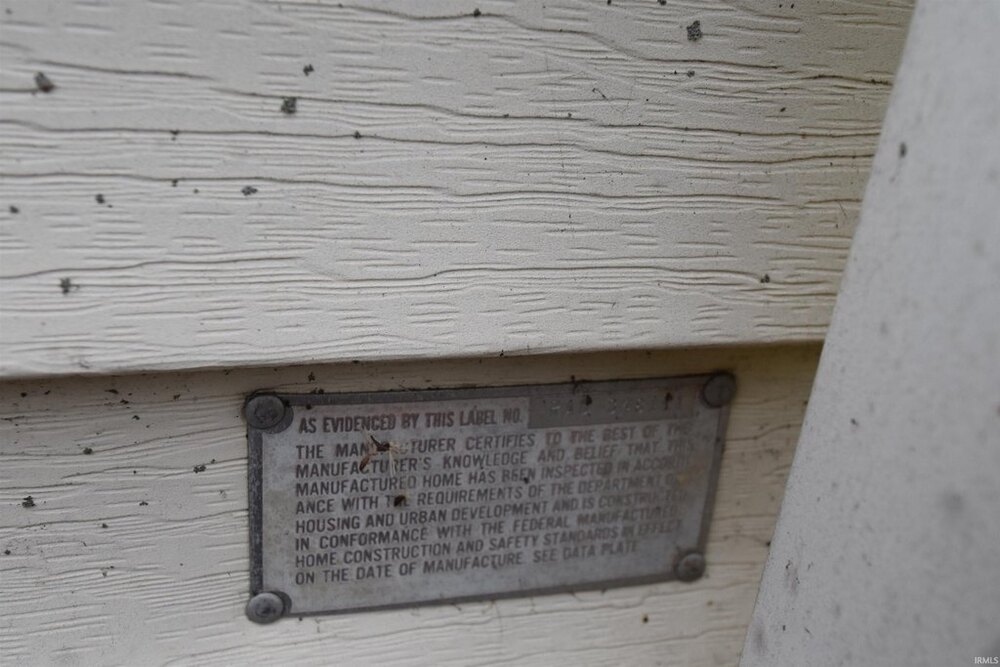 AS EVIDENCED BY THIS LABEL NO.
THE MANUFACTURER CERTIFIES TO THE BEST OF THE
MANUFACTURER'S KNOWLEDGE AND BELIEF THAT THIS
MANUFACTURED HOME HAS BEEN INSPECTED IN ACCORD-
ANCE WITH THE REQUIREMENTS OF THE DEPARTMENT OF
HOUSING AND URBAN DEVELOPMENT AND IS CONSTRUCTED
IN CONFORMANCE WITH THE FEDERAL MANUFACTURED
HOME CONSTRUCTION AND SAFETY STANDARDS IN EFFECT
ON THE DATE OF MANUFACTURE. SEE DATA PLATE
IRMLS